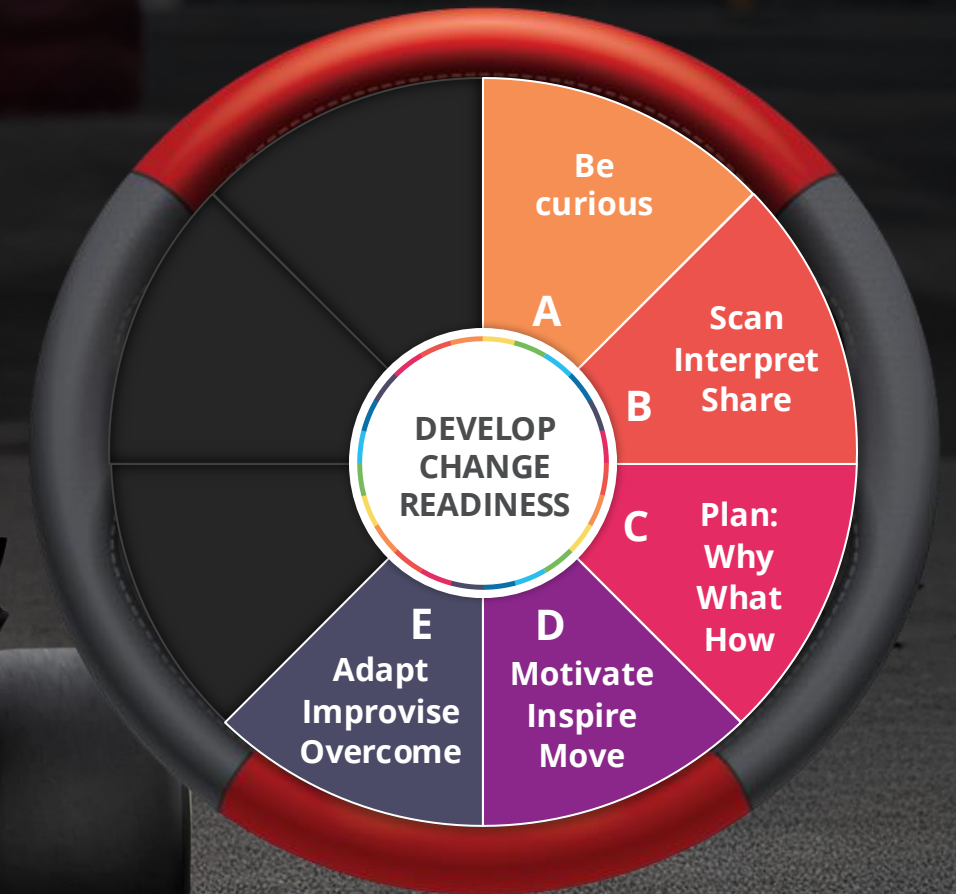 Be
curious
A
Scan
Interpret
Share
B
Plan:
Why
What
How
C
D
Motivate
Inspire
Move
E
Adapt
Improvise
Overcome
DEVELOP
CHANGE
READINESS